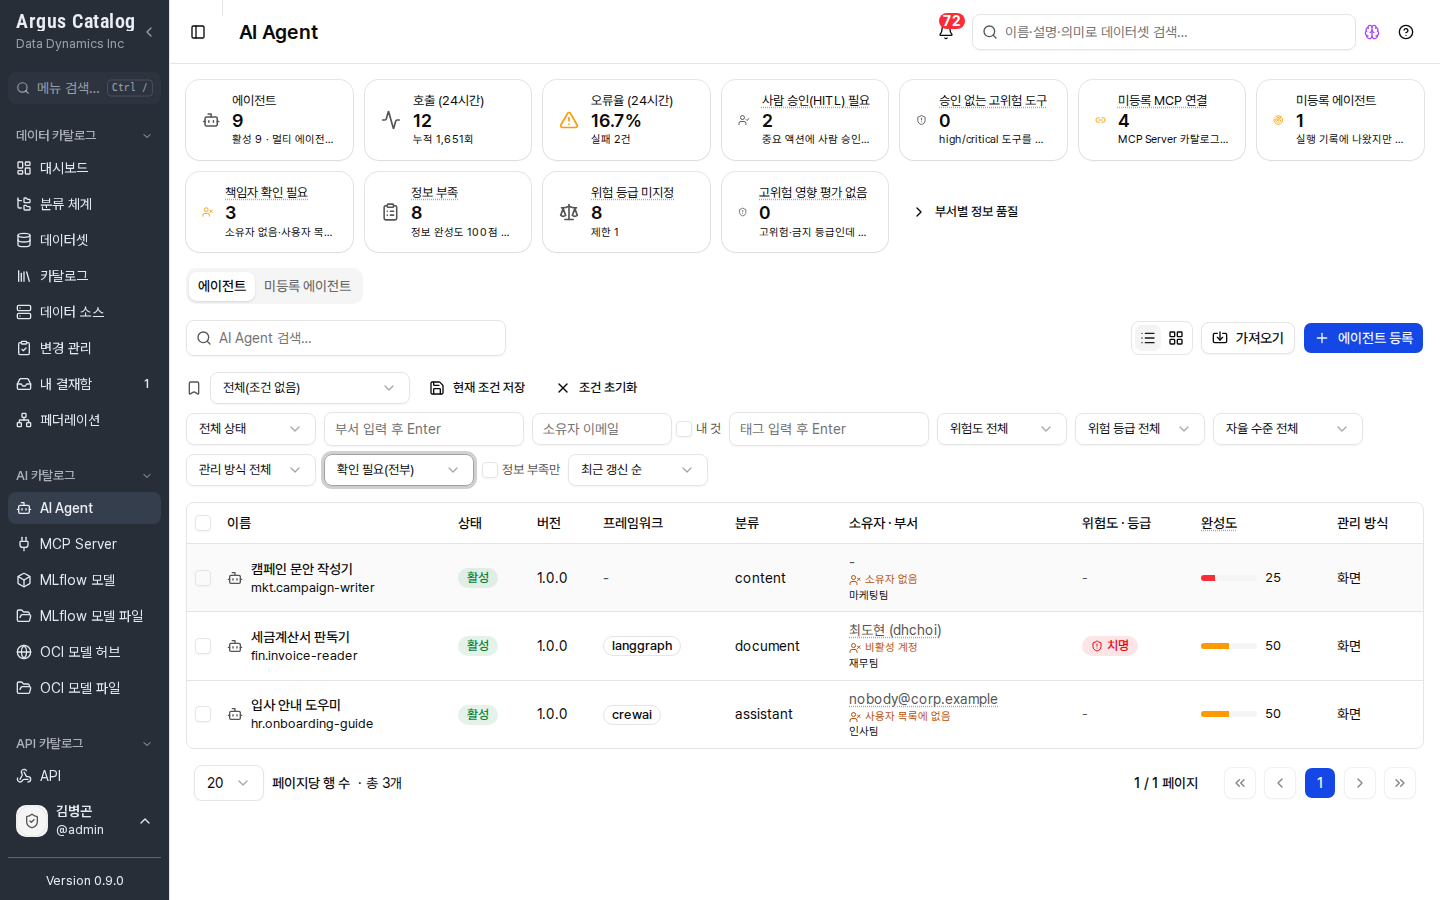 Argus Catalog
Data Dynamics Inc
메뉴 검색... Ctrl /
데이터 카탈로그
대시보드
분류 체계
데이터셋
카탈로그
데이터 소스
변경 관리
내 결재함 1
페더레이션
AI 카탈로그
AI Agent
MCP Server
MLflow 모델
MLflow 모델 파일
OCI 모델 허브
OCI 모델 파일
API 카탈로그
API
김병곤
@admin
Version 0.9.0
AI Agent
72
이름·설명·의미로 데이터셋 검색...
에이전트
9
활성 9 · 멀티 에이전...
호출 (24시간)
12
누적 1,651회
오류율 (24시간)
16.7%
실패 2건
사람 승인(HITL) 필요
2
중요 액션에 사람 승인...
승인 없는 고위험 도구
0
high/critical 도구를 ...
미등록 MCP 연결
4
MCP Server 카탈로그...
미등록 에이전트
1
실행 기록에 나왔지만 ...
책임자 확인 필요
3
소유자 없음·사용자 목...
정보 부족
8
정보 완성도 100점 ...
위험 등급 미지정
8
제한 1
고위험 영향 평가 없음
0
고위험·금지 등급인데 ...
부서별 정보 품질
에이전트 미등록 에이전트
AI Agent 검색...
가져오기
에이전트 등록
전체(조건 없음) 현재 조건 저장 조건 초기화
전체 상태 부서 입력 후 Enter 소유자 이메일 내 것 태그 입력 후 Enter 위험도 전체 위험 등급 전체 자율 수준 전체
관리 방식 전체 확인 필요(전부) 정보 부족만 최근 갱신 순
이름 상태 버전 프레임워크 분류 소유자 · 부서 위험도 · 등급 완성도 관리 방식
캠페인 문안 작성기
mkt.campaign-writer
활성 1.0.0 - content
-
소유자 없음
마케팅팀
- 25 화면
세금계산서 판독기
fin.invoice-reader
활성 1.0.0 langgraph document
최도현 (dhchoi)
비활성 계정
재무팀
치명 50 화면
입사 안내 도우미
hr.onboarding-guide
활성 1.0.0 crewai assistant
nobody@corp.example
사용자 목록에 없음
인사팀
- 50 화면
20 페이지당 행 수 · 총 3개
1 / 1 페이지 1